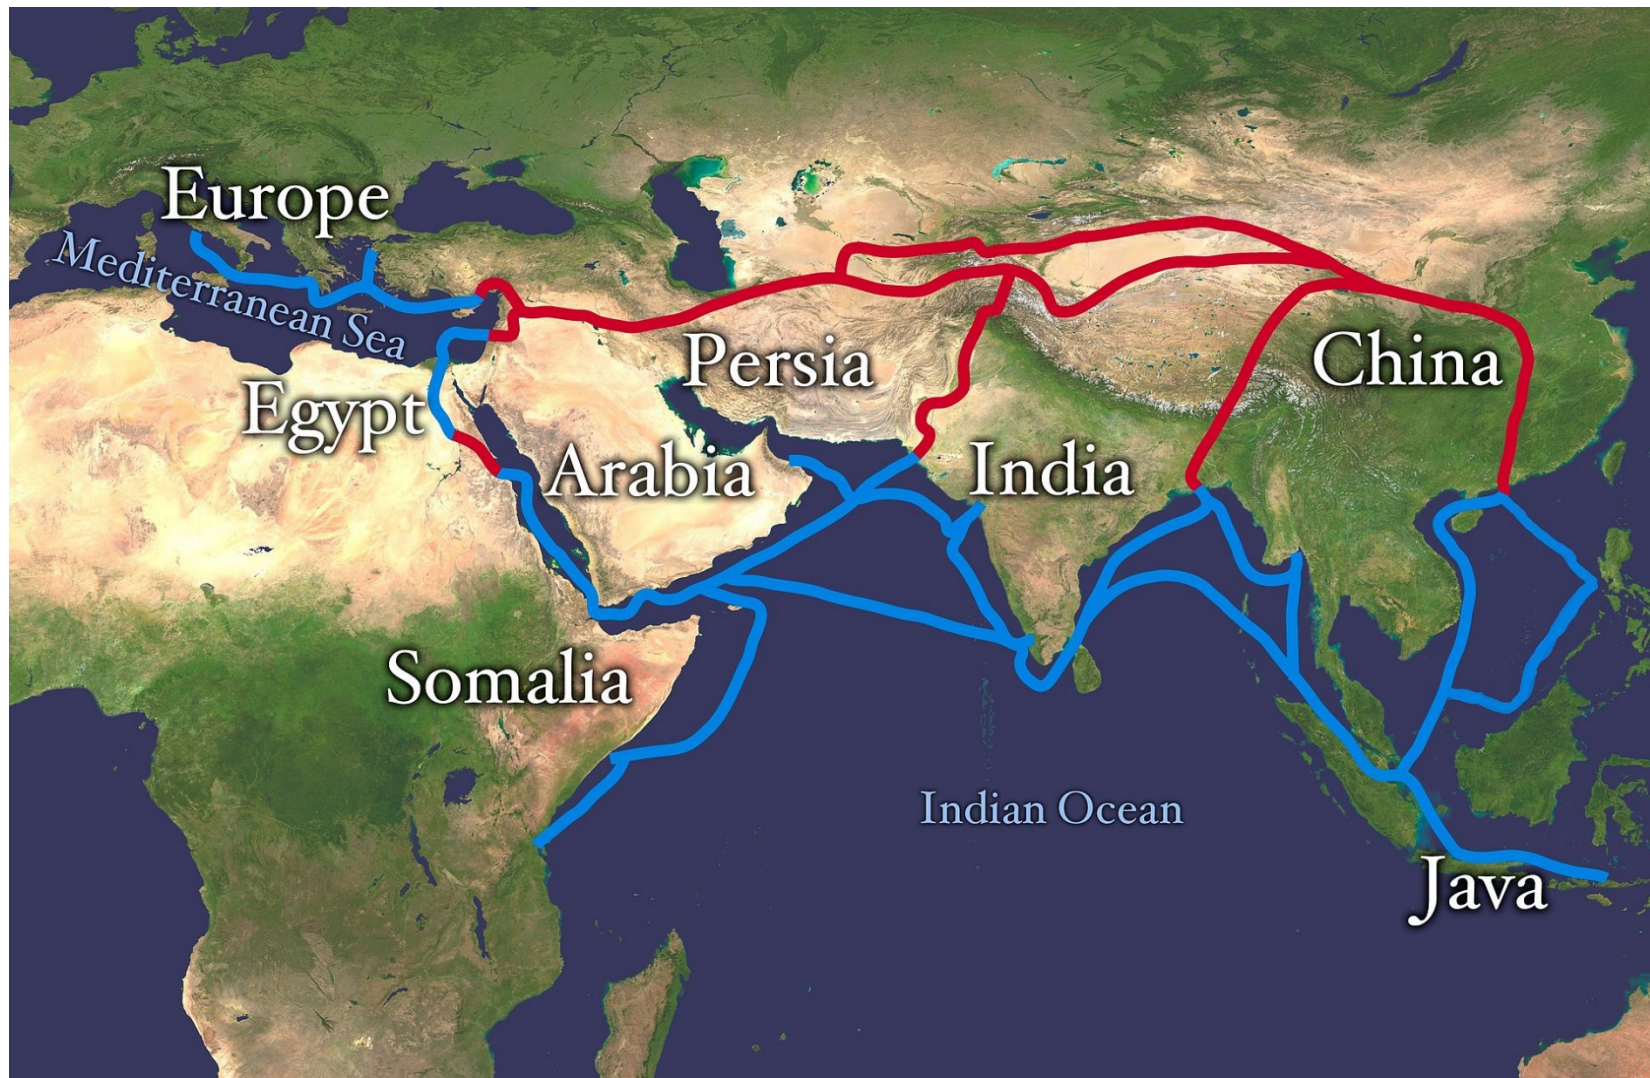 Europe
Mediterranean Sea
Persia
China
Egypt
Arabia
India
Somalia
Indian Ocean
Java